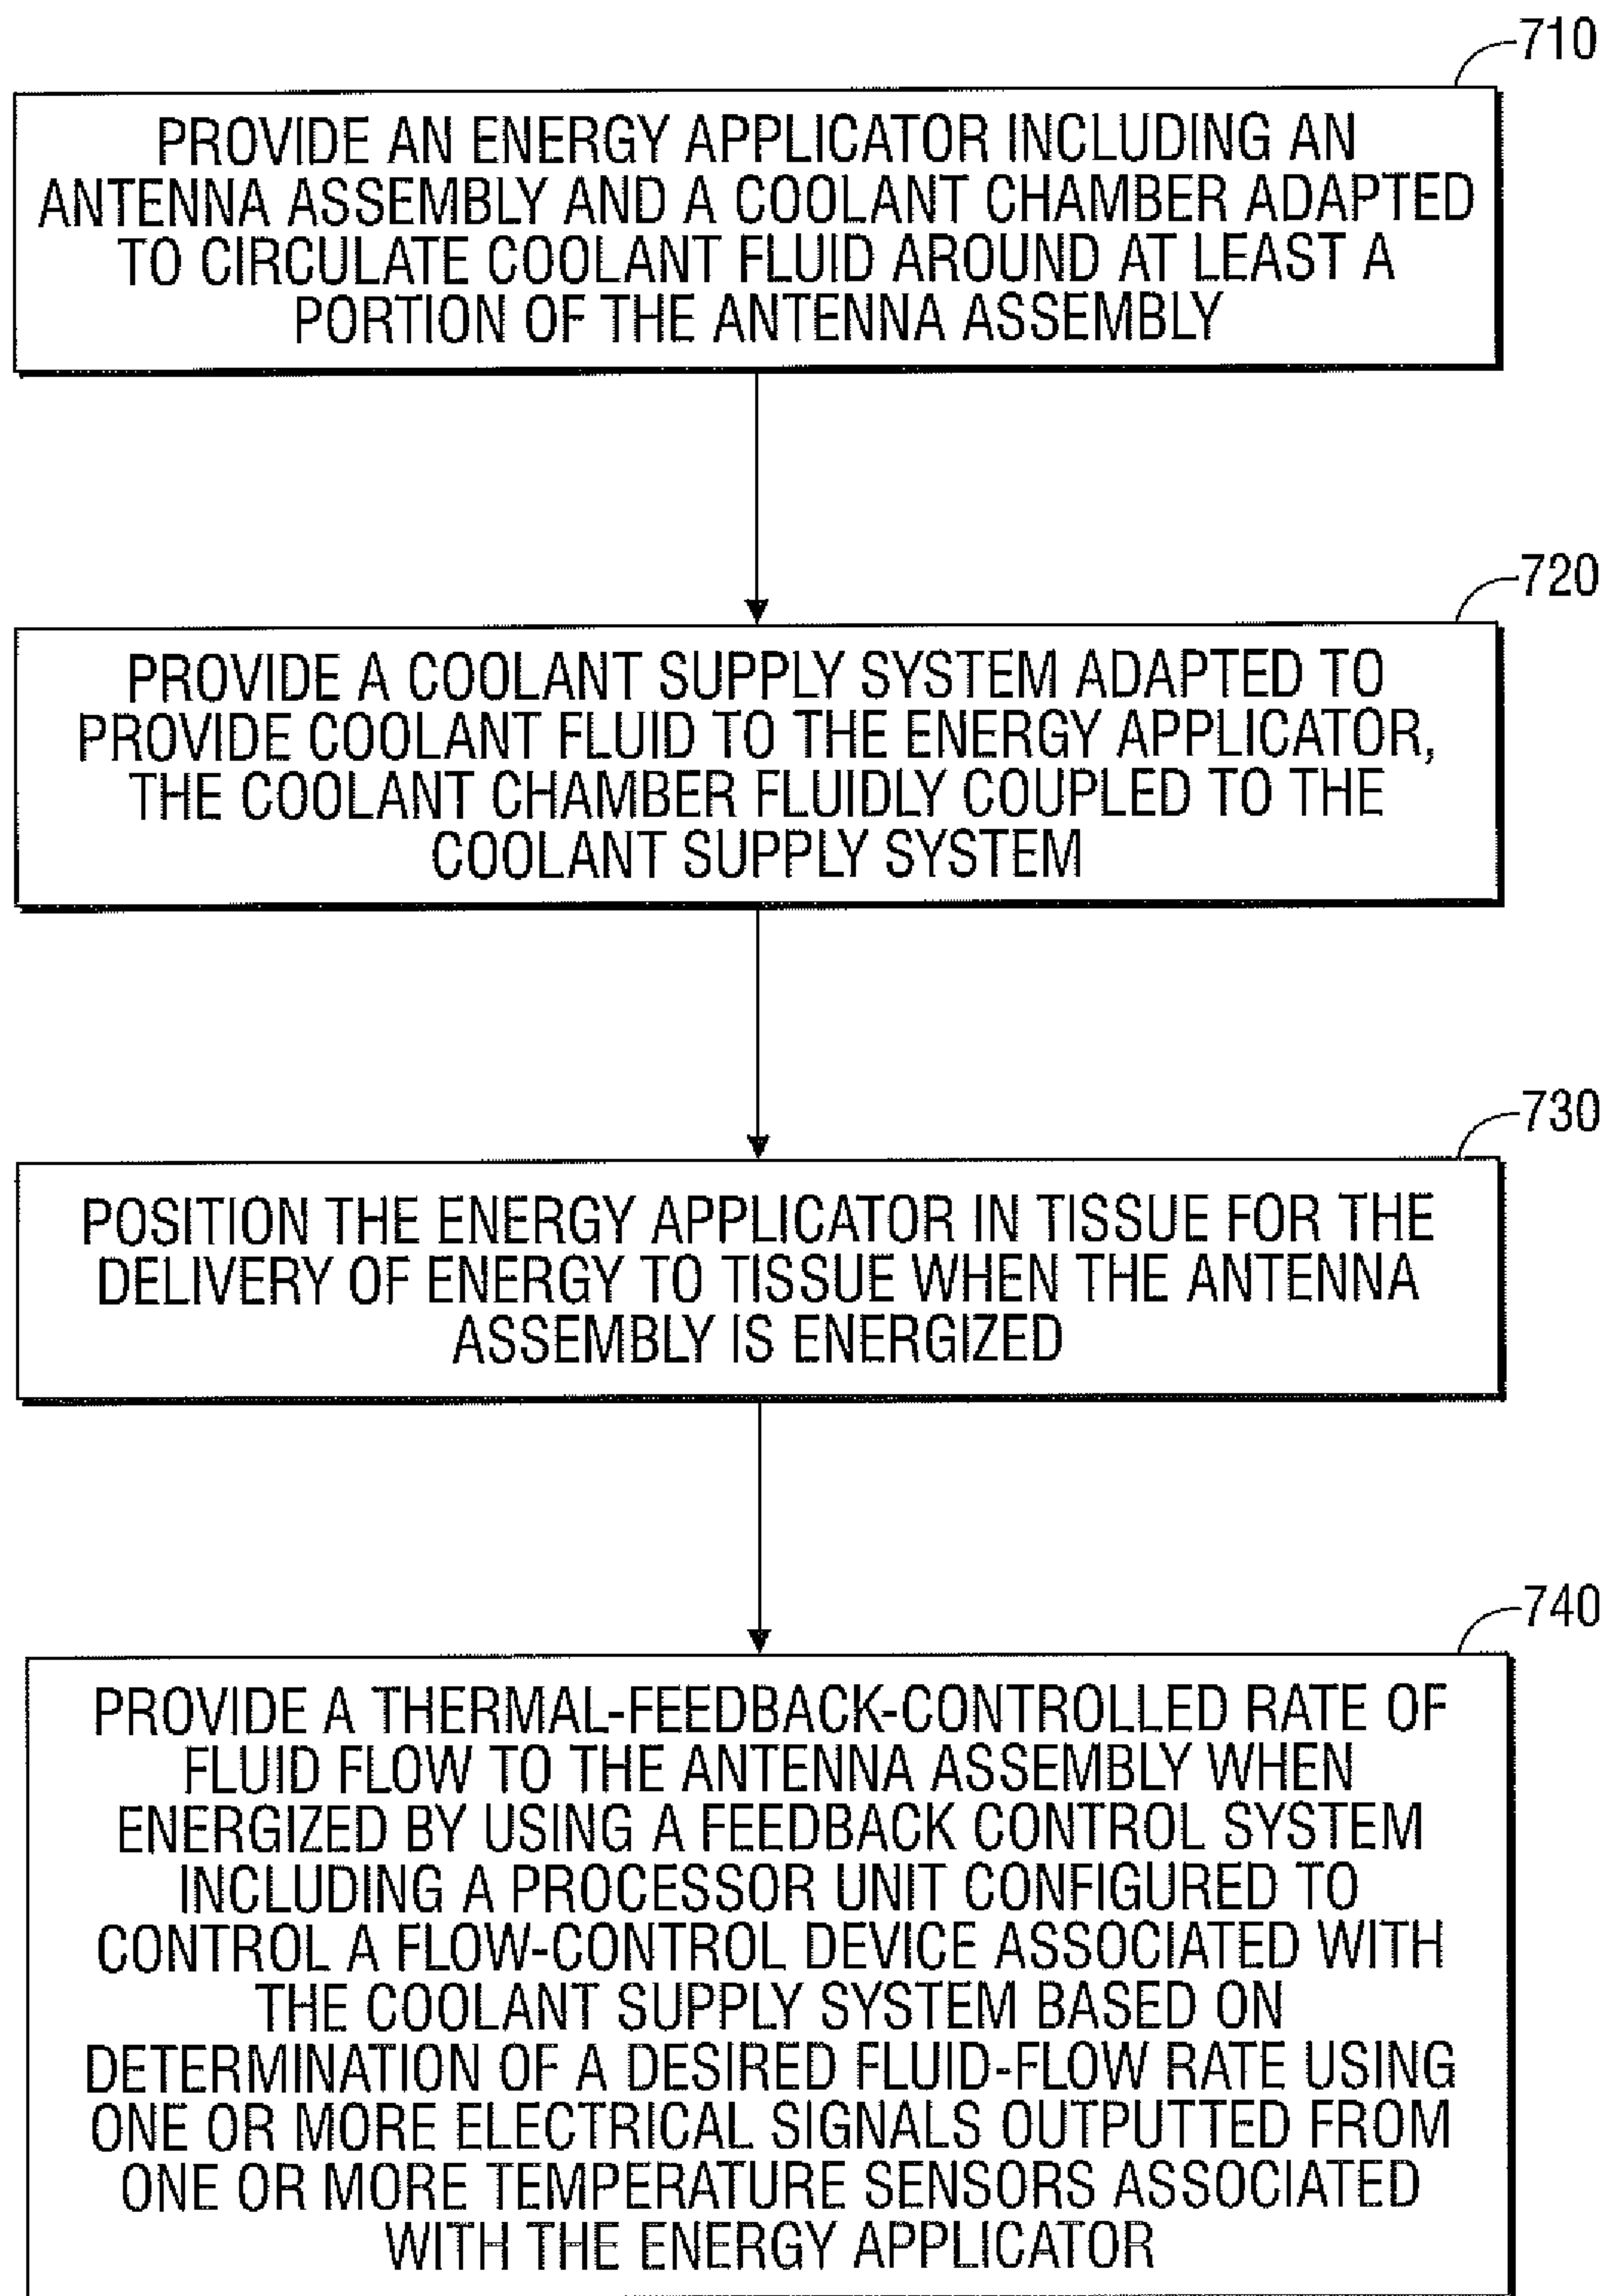 710
PROVIDE AN ENERGY APPLICATOR INCLUDING AN
ANTENNA ASSEMBLY AND A COOLANT CHAMBER ADAPTED
TO CIRCULATE COOLANT FLUID AROUND AT LEAST A
PORTION OF THE ANTENNA ASSEMBLY
720
PROVIDE A COOLANT SUPPLY SYSTEM ADAPTED TO
PROVIDE COOLANT FLUID TO THE ENERGY APPLICATOR,
THE COOLANT CHAMBER FLUIDLY COUPLED TO THE
COOLANT SUPPLY SYSTEM
730
POSITION THE ENERGY APPLICATOR IN TISSUE FOR THE
DELIVERY OF ENERGY TO TISSUE WHEN THE ANTENNA
ASSEMBLY IS ENERGIZED
740
PROVIDE A THERMAL-FEEDBACK-CONTROLLED RATE OF
FLUID FLOW TO THE ANTENNA ASSEMBLY WHEN
ENERGIZED BY USING A FEEDBACK CONTROL SYSTEM
INCLUDING A PROCESSOR UNIT CONFIGURED TO
CONTROL A FLOW-CONTROL DEVICE ASSOCIATED WITH
THE COOLANT SUPPLY SYSTEM BASED ON
DETERMINATION OF A DESIRED FLUID-FLOW RATE USING
ONE OR MORE ELECTRICAL SIGNALS OUTPUTTED FROM
ONE OR MORE TEMPERATURE SENSORS ASSOCIATED
WITH THE ENERGY APPLICATOR